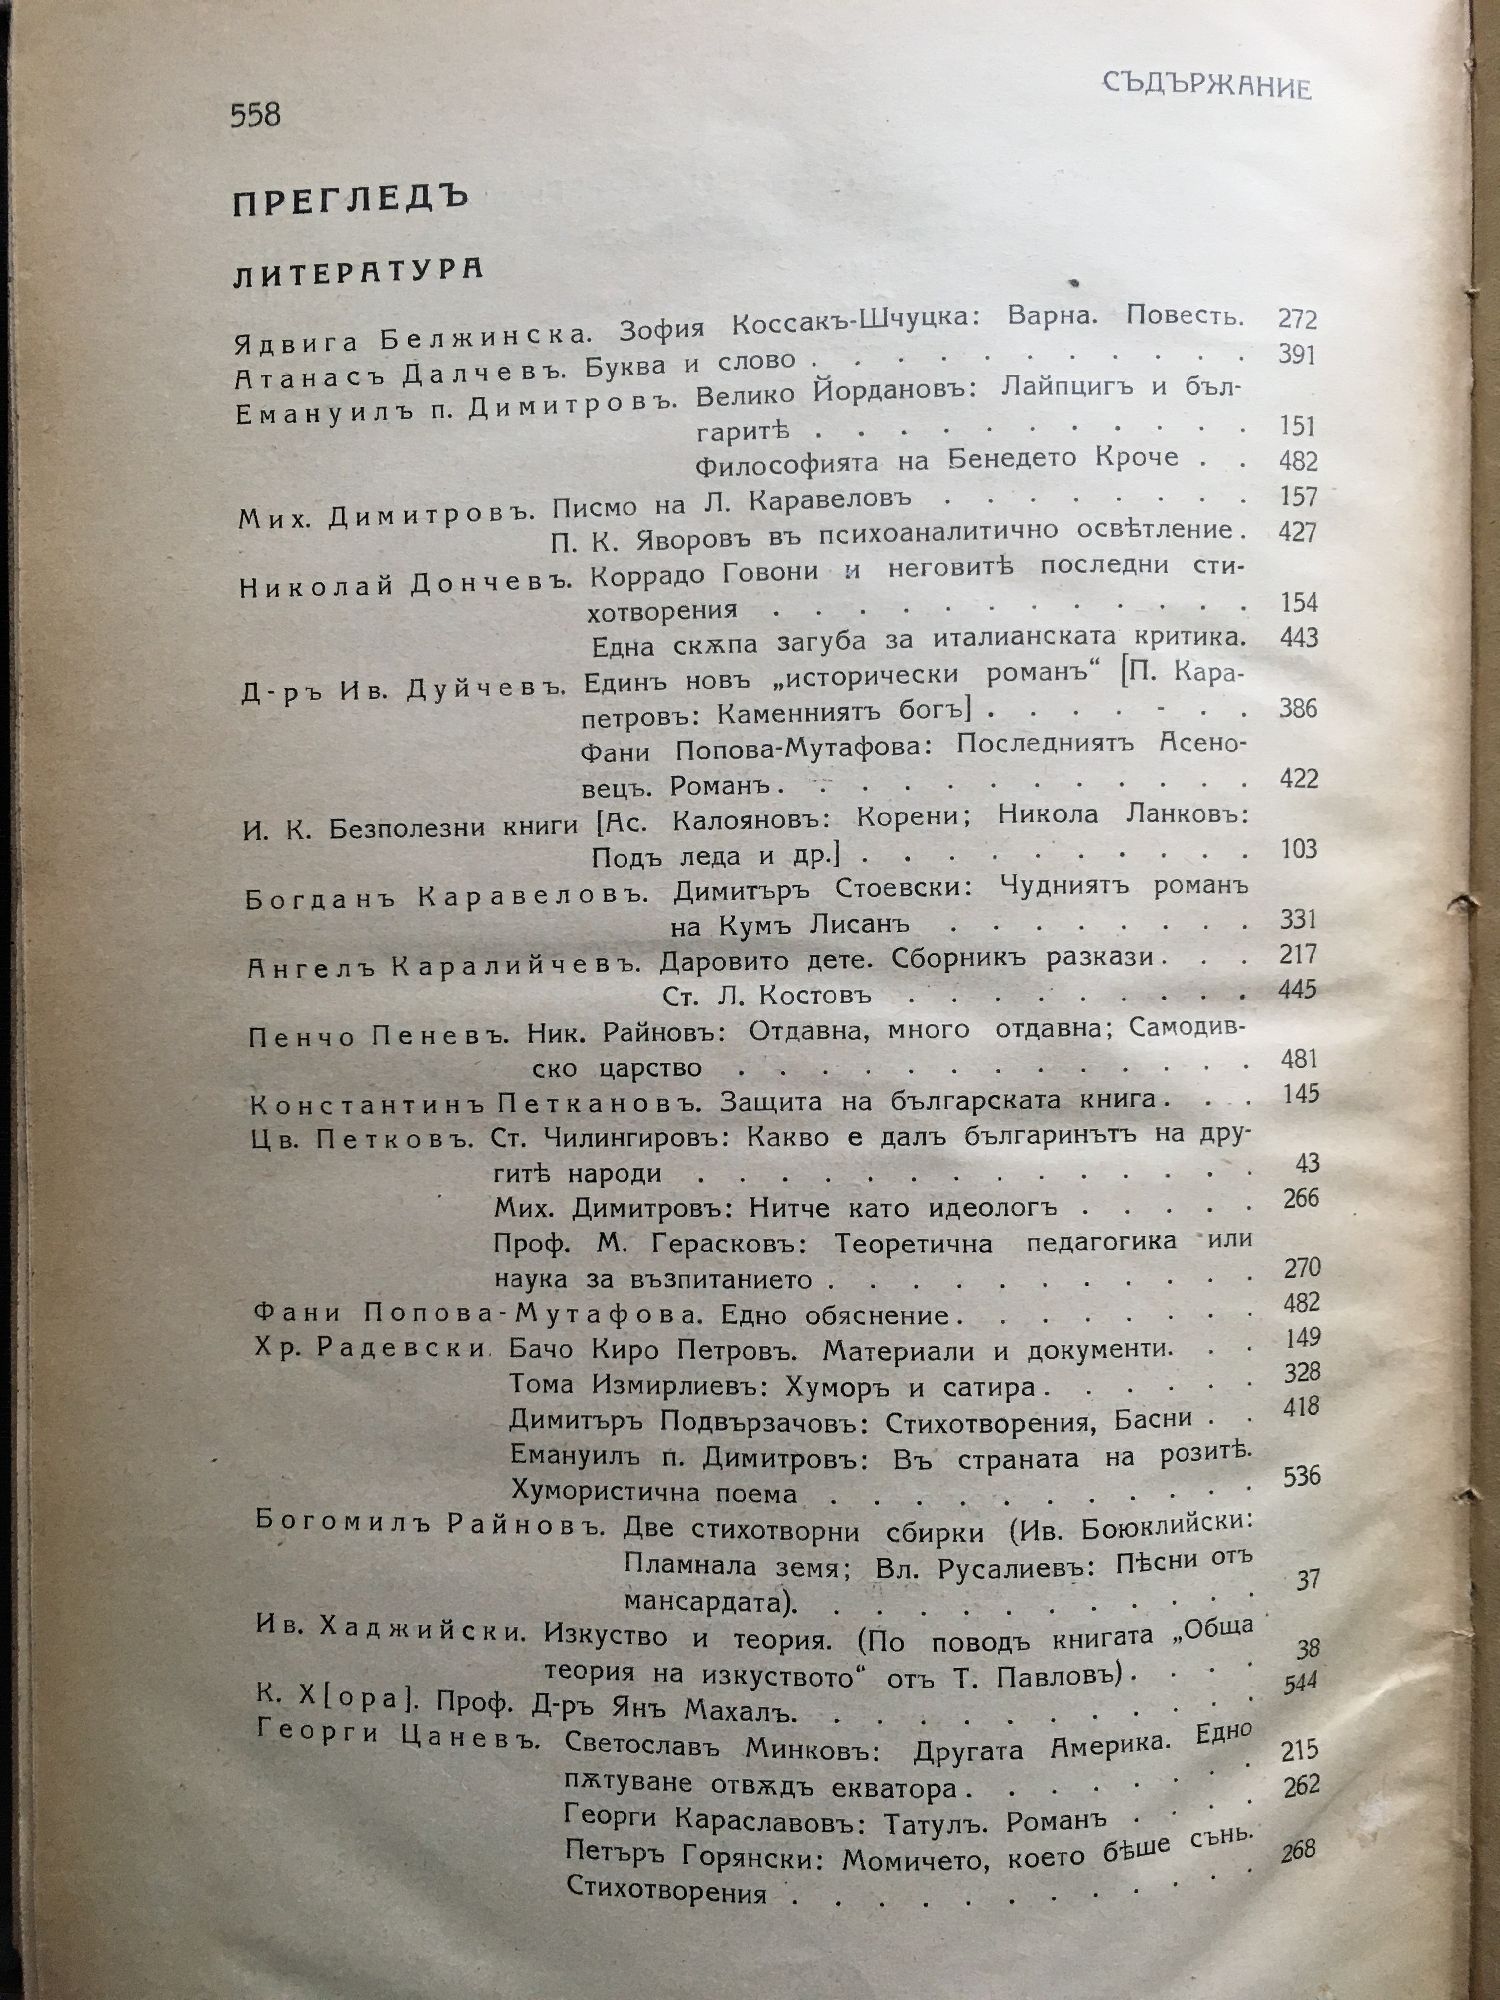 558
СЪДЪРЖАНИЕ
ПРЕГЛЕДЪ
ЛИТЕРАТУРА
Ядвига Белжинска. Зофия Коссакъ-Шчуцка: Варна. Повесть. 272
Атанасъ Далчевъ. Буква и слово . . . . . . . . . . . 391
Емануилъ п. Димитровъ. Велико Йордановъ: Лайпцигъ и бъл-
гаритѣ . . . . . . . . . . . 151
Философията на Бенедето Кроче . . 482
Мих. Димитровъ. Писмо на Л. Каравеловъ . . . . . . . . 157
П. К. Яворовъ въ психоаналитично освѣтление . 427
Николай Дончевъ. Коррадо Говони и неговитѣ последни сти-
хотворения . . . . . . . . . . . . 154
Една скѫпа загуба за италианската критика. 443
Д-ръ Ив. Дуйчевъ. Единъ новъ „исторически романъ“ [П. Кара-
петровъ: Каменниятъ богъ] . . . . . - . . . 386
Фани Попова-Мутафова: Последниятъ Асено-
вецъ. Романъ . . . . . . . . . . . . 422
И. К. Безполезни книги [Ас. Калояновъ: Корени; Никола Ланковъ:
Подъ леда и др.] . . . . . . . . . . 103
Богданъ Каравеловъ. Димитъръ Стоевски: Чудниятъ романъ
на Кумъ Лисанъ . . . . . . . . 331
Ангелъ Каралийчевъ. Даровито дете. Сборникъ разкази . . . 217
Ст. Л. Костовъ . . . . . . . . . 445
Пенчо Пеневъ. Ник. Райновъ: Отдавна, много отдавна; Самодив-
ско царство . . . . . . . . . . . . . 481
Константинъ Петкановъ. Защита на българската книга . . . 145
Цв. Петковъ. Ст. Чилингировъ: Какво е далъ българинътъ на дру-
гитѣ народи . . . . . . . . . . . . . . 43
Мих. Димитровъ: Нитче като идеологъ . . . . . 266
Проф. М. Герасковъ: Теоретична педагогика или
наука за възпитанието . . . . . . . . . . . 270
Фани Попова-Мутафова. Едно обяснение . . . . . . . 482
Хр. Радевски. Бачо Киро Петровъ. Материали и документи. . . 149
Тома Измирлиевъ: Хуморъ и сатира . . . . . . 328
Димитъръ Подвързачовъ: Стихотворения, Басни . . 418
Емануилъ п. Димитровъ: Въ страната на розитѣ.
Хумористична поема . . . . . . . . . . . 536
Богомилъ Райновъ. Две стихотворни сбирки (Ив. Боюклийски:
Пламнала земя; Вл. Русалиевъ: Пѣсни отъ
мансардата). . . . . . . . . . . . 37
Ив. Хаджийски. Изкуство и теория. (По поводъ книгата „Обща
теория на изкуството“ отъ Т. Павловъ) . . . . 38
К. Х[ора]. Проф. Д-ръ Янъ Махалъ. . . . . . . . . . 544
Георги Цаневъ. Светославъ Минковъ: Другата Америка. Едно
пѫтуване отвѫдъ екватора . . . . . . . . 215
Георги Караславовъ: Татулъ. Романъ . . . . 262
Петъръ Горянски: Момичето, което бѣше сънь.
Стихотворения . . . . . . . . . . . . 268